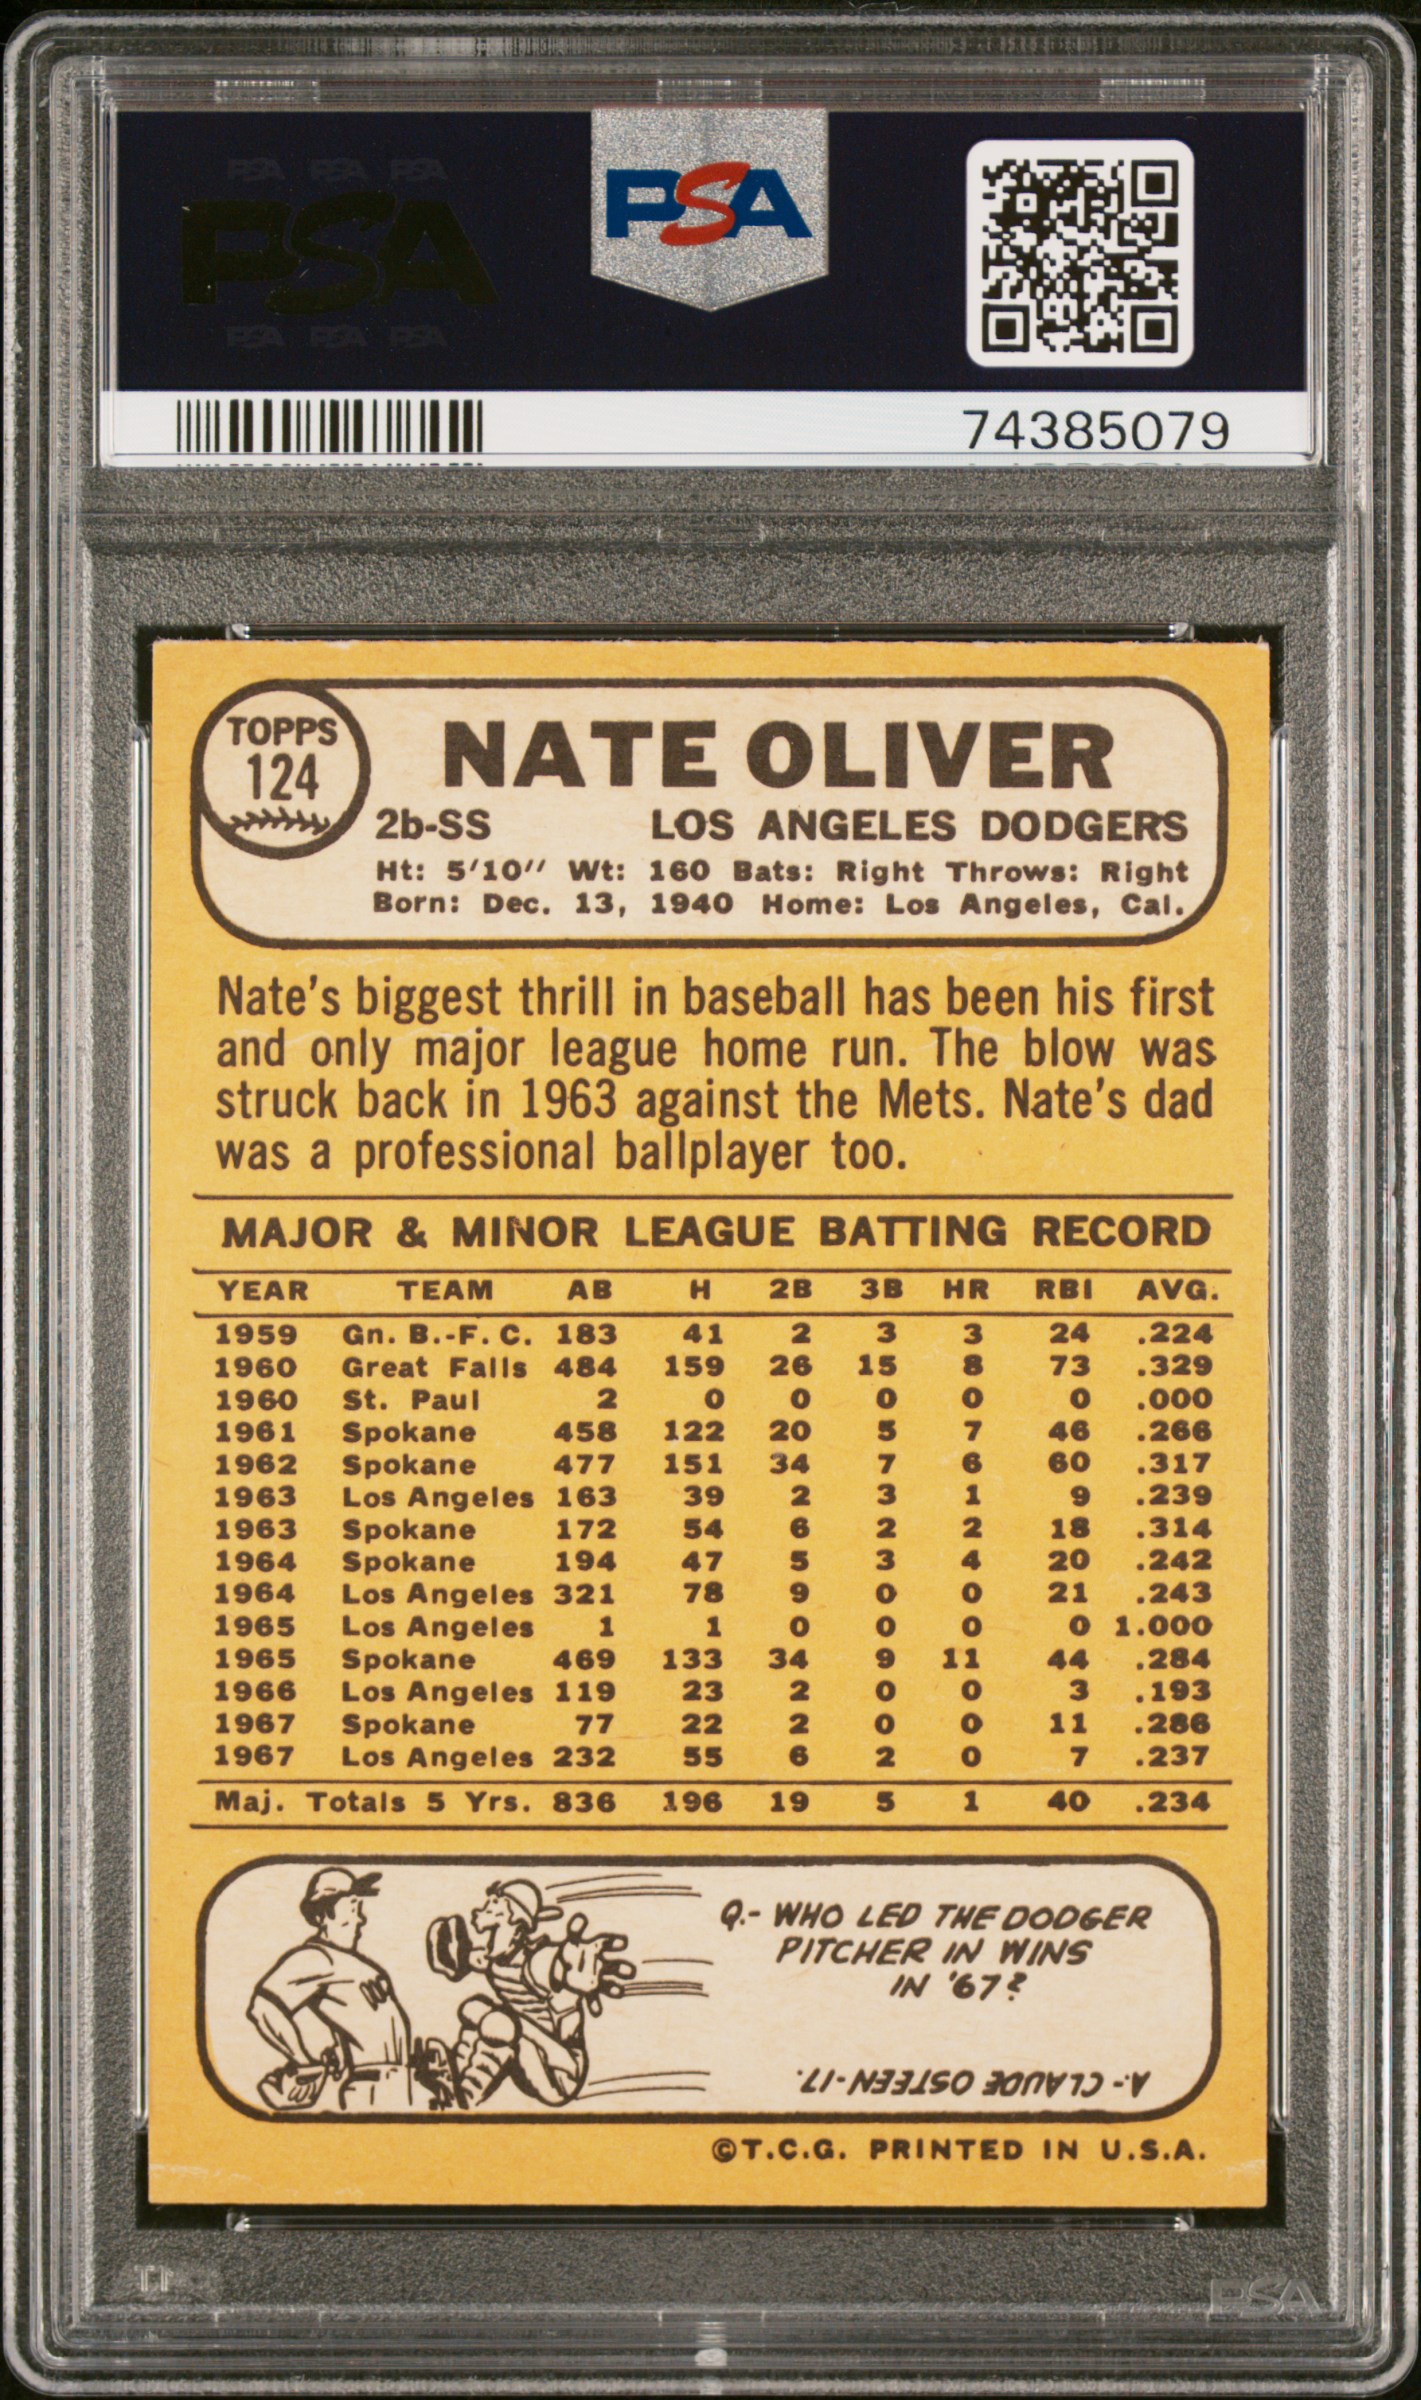 PSA PSA PSA
PSA
PSA PSA PSA
PSA
74385079
TOPPS
124
NATE OLIVER
2b-SS LOS ANGELES DODGERS
Ht: 5'10" Wt: 160 Bats: Right Throws: Right
Born: Dec. 13, 1940 Home: Los Angeles, Cal.
Nate's biggest thrill in baseball has been his first
and only major league home run. The blow was
struck back in 1963 against the Mets. Nate's dad
was a professional ballplayer too.
MAJOR & MINOR LEAGUE BATTING RECORD
YEAR TEAM AB H 2B 3B HR RBI AVG.
1959 Gn. B.-F. C. 183 41 2 3 3 24 .224
1960 Great Falls 484 159 26 15 8 73 .329
1960 St. Paul 2 0 0 0 0 0 .000
1961 Spokane 458 122 20 5 7 46 .266
1962 Spokane 477 151 34 7 6 60 .317
1963 Los Angeles 163 39 2 3 1 9 .239
1963 Spokane 172 54 6 2 2 18 .314
1964 Spokane 194 47 5 3 4 20 .242
1964 Los Angeles 321 78 9 0 0 21 .243
1965 Los Angeles 1 1 0 0 0 0 1.000
1965 Spokane 469 133 34 9 11 44 .284
1966 Los Angeles 119 23 2 0 0 3 .193
1967 Spokane 77 22 2 0 0 11 .286
1967 Los Angeles 232 55 6 2 0 7 .237
Maj. Totals 5 Yrs. 836 196 19 5 1 40 .234
Q.- WHO LED THE DODGER
PITCHER IN WINS
IN '67?
A.- CLAUDE OSTEEN-17.
©T.C.G. PRINTED IN U.S.A.
PSA